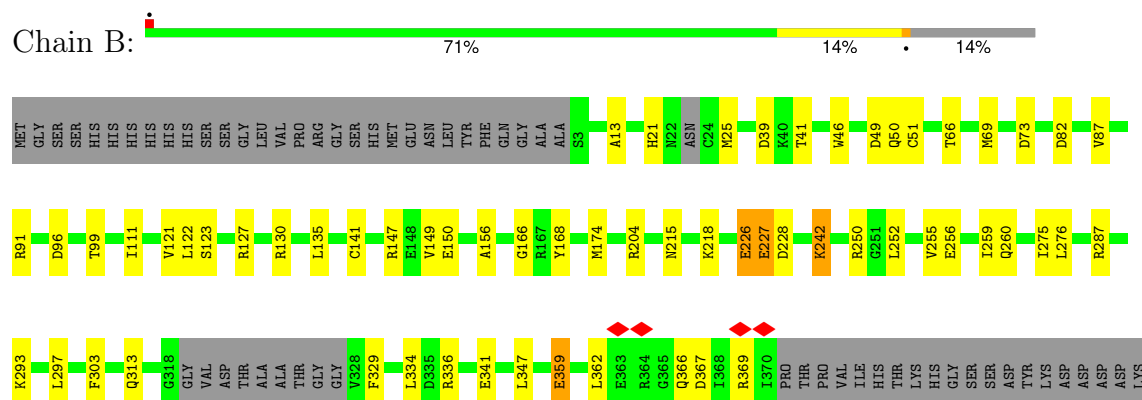 Chain B:
71% 14% • 14%
MET GLY SER SER HIS HIS HIS HIS HIS HIS SER SER GLY LEU VAL PRO ARG GLY SER HIS MET GLU ASN LEU TYR PHE GLN GLY ALA ALA S3 A13 H21 N22 ASN C24 M25 D39 K40 T41 W46 D49 Q50 C51 T66 M69 D73 D82 V87
R91 D96 T99 I111 V121 L122 S123 R127 R130 L135 C141 R147 E148 V149 E150 A156 G166 R167 Y168 M174 R204 N215 K218 E226 E227 D228 K242 R250 G251 L252 V255 E256 I259 Q260 I275 L276 R287
K293 L297 F303 Q313 G318 GLY VAL ASP THR ALA ALA THR GLY GLY V328 F329 L334 D335 R336 E341 L347 E359 L362 E363 R364 G365 Q366 D367 I368 R369 I370 PRO THR PRO VAL ILE HIS THR LYS HIS GLY SER SER ASP TYR LYS ASP ASP ASP ASP LYS